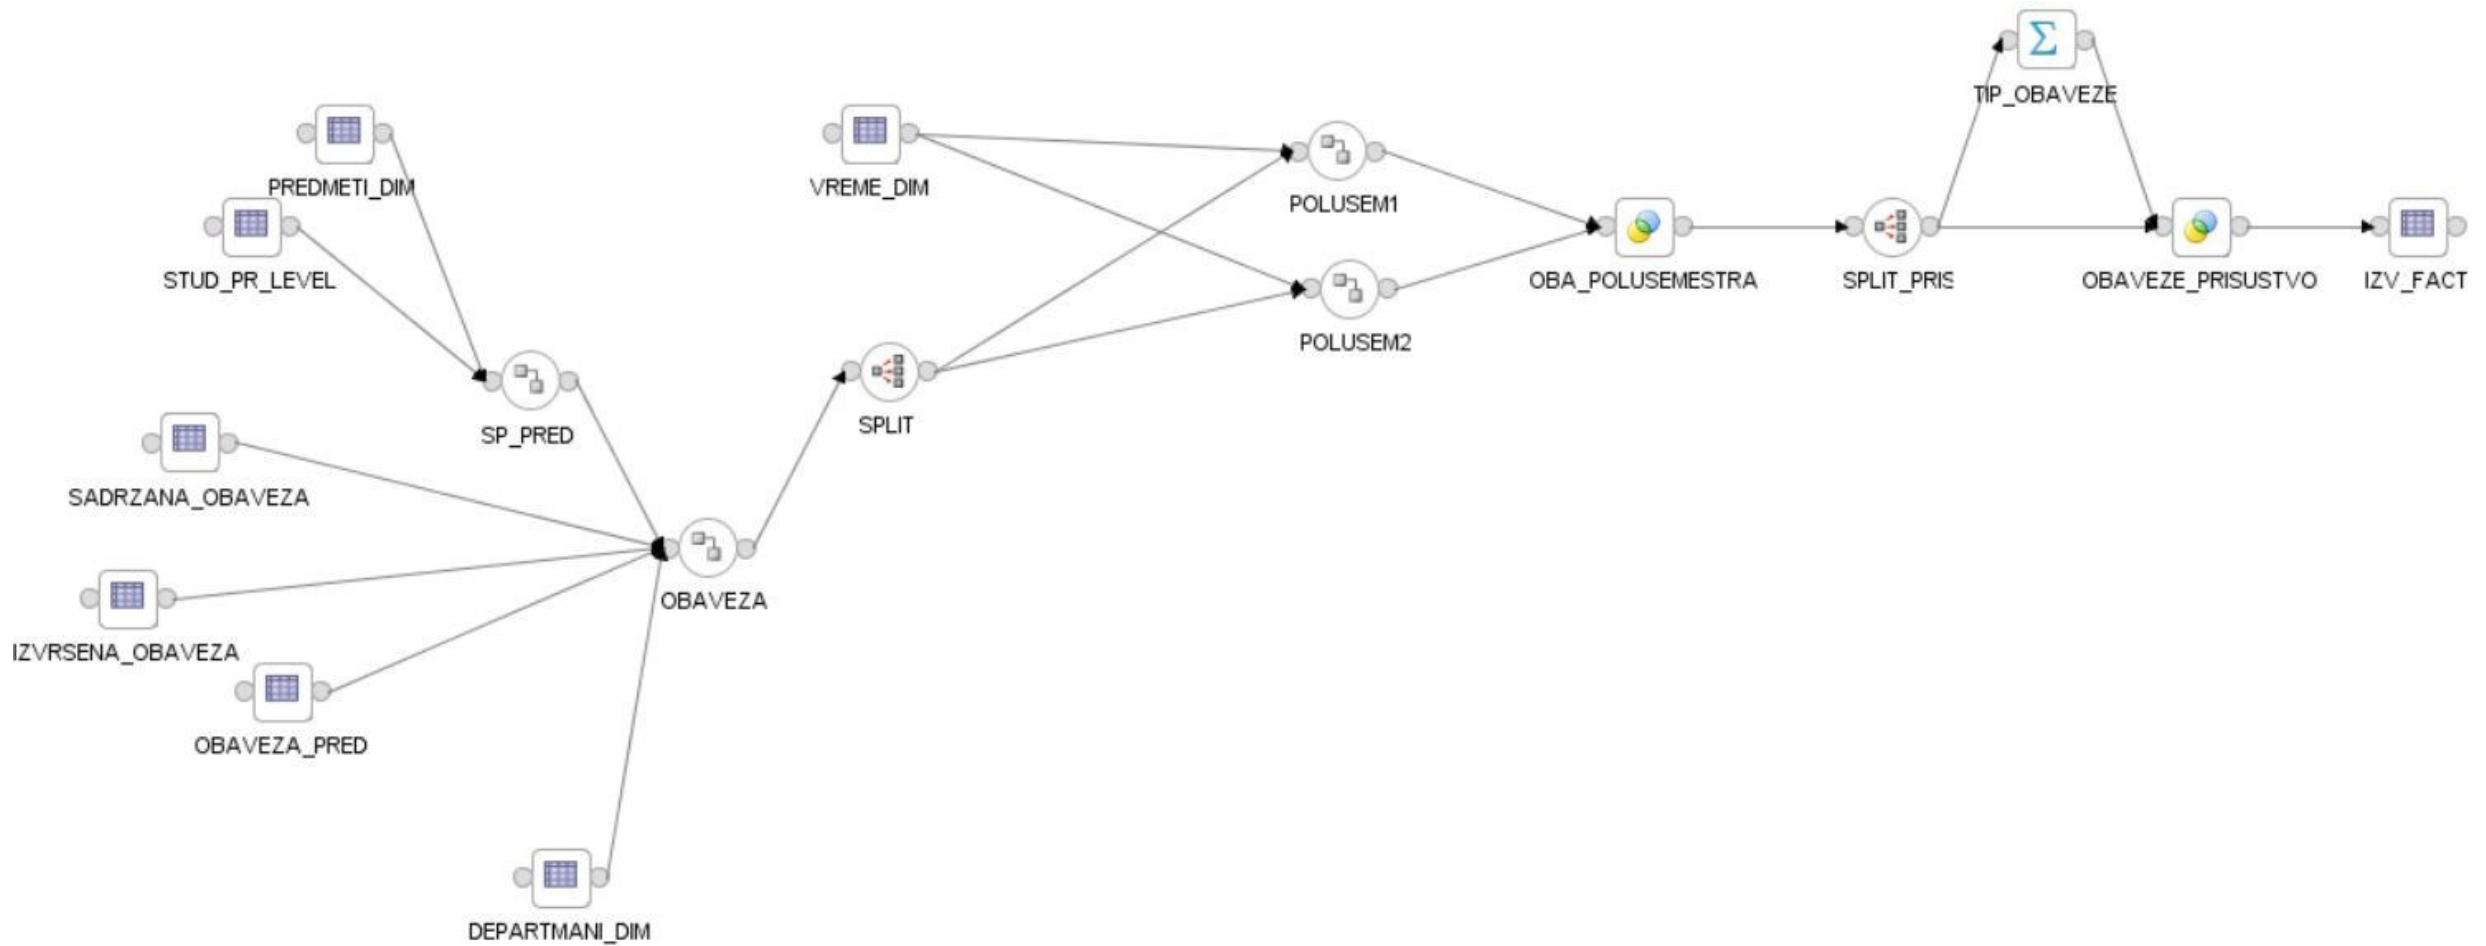 TIP_OBAVEZE
PREDMETI_DIM
VREME_DIM
POLUSEM1
STUD_PR_LEVEL
OBA_POLUSEMESTRA
SPLIT_PRIS
OBAVEZE_PRISUSTVO
IZV_FACT
POLUSEM2
SPLIT
SP_PRED
SADRZANA_OBAVEZA
OBAVEZA
IZVRSENA_OBAVEZA
OBAVEZA_PRED
DEPARTMANI_DIM